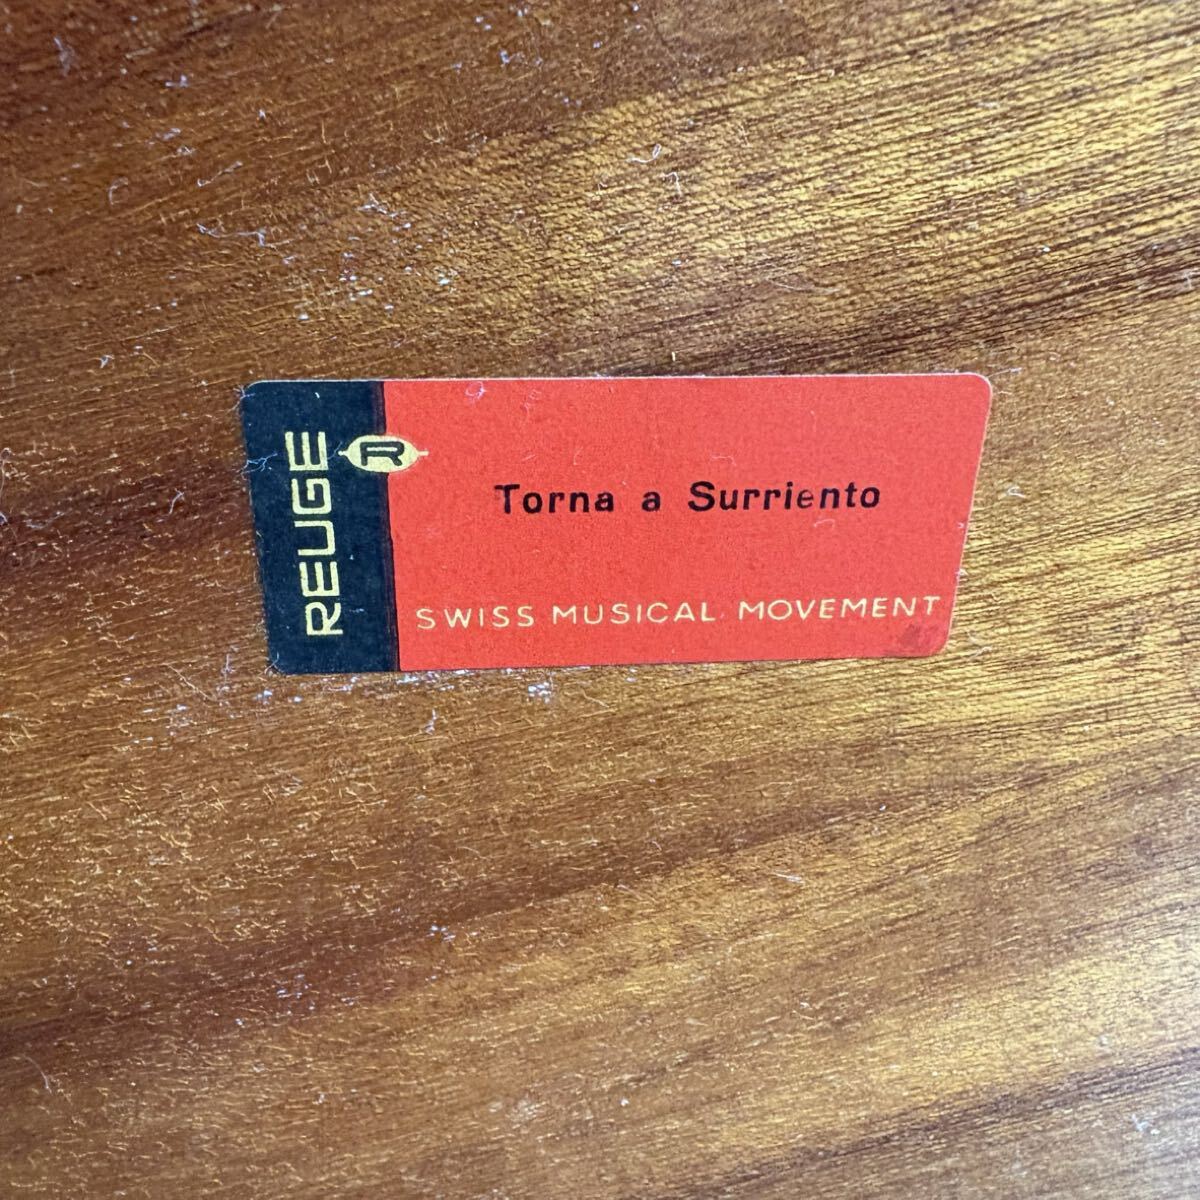 REUGE
R
Torna a Surriento
SWISS MUSICAL MOVEMENT